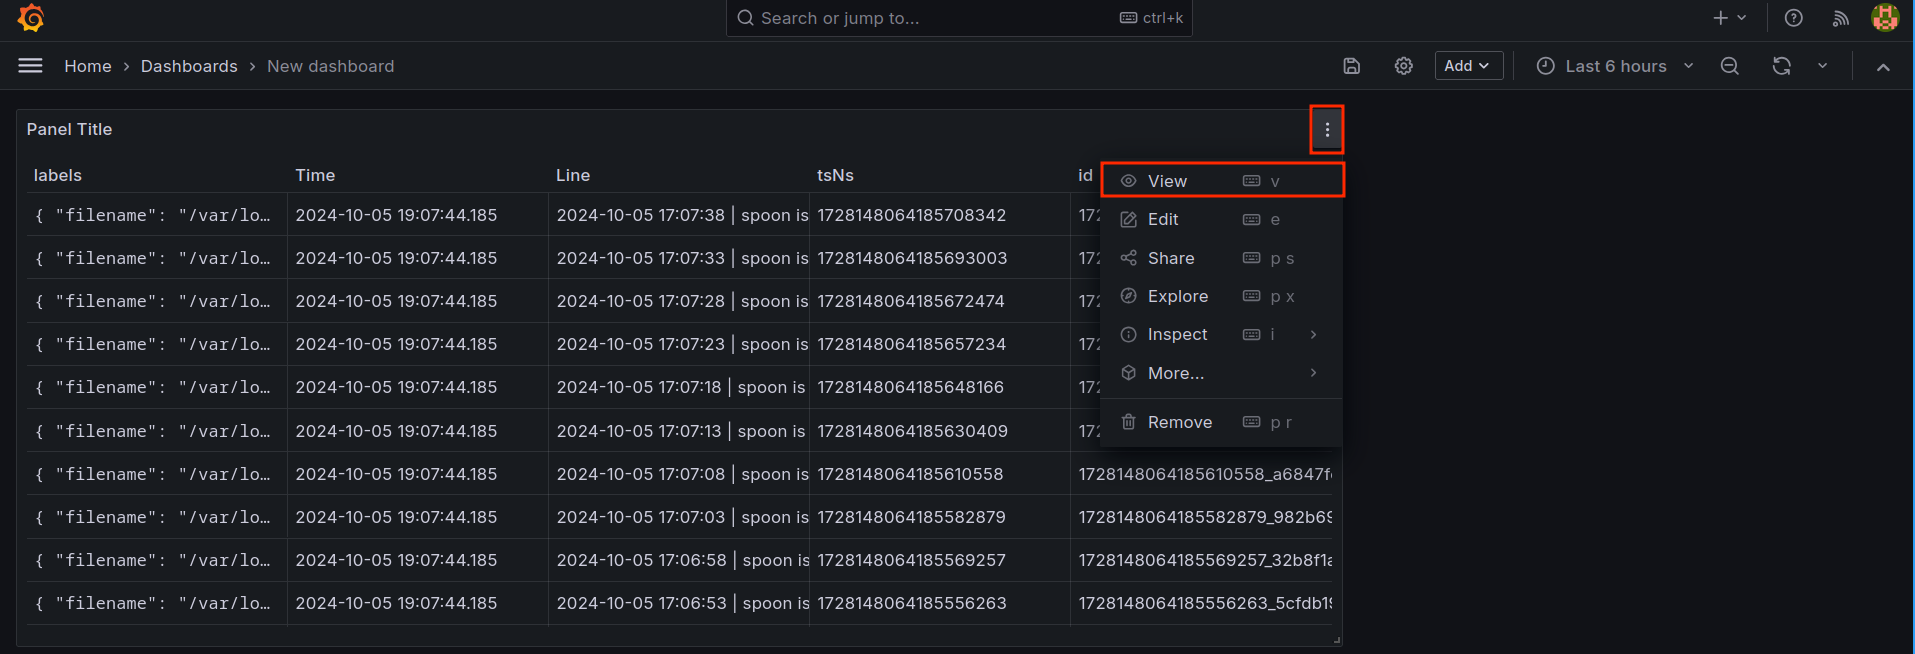 Search or jump to... ctrl+k
Home > Dashboards > New dashboard Add Last 6 hours
Panel Title
labels Time Line tsNs id
{ "filename": "/var/lo… 2024-10-05 19:07:44.185 2024-10-05 17:07:38 | spoon is 1728148064185708342 172
{ "filename": "/var/lo… 2024-10-05 19:07:44.185 2024-10-05 17:07:33 | spoon is 1728148064185693003 172
{ "filename": "/var/lo… 2024-10-05 19:07:44.185 2024-10-05 17:07:28 | spoon is 1728148064185672474 172
{ "filename": "/var/lo… 2024-10-05 19:07:44.185 2024-10-05 17:07:23 | spoon is 1728148064185657234 172
{ "filename": "/var/lo… 2024-10-05 19:07:44.185 2024-10-05 17:07:18 | spoon is 1728148064185648166 172
{ "filename": "/var/lo… 2024-10-05 19:07:44.185 2024-10-05 17:07:13 | spoon is 1728148064185630409 172
{ "filename": "/var/lo… 2024-10-05 19:07:44.185 2024-10-05 17:07:08 | spoon is 1728148064185610558 1728148064185610558_a6847f
{ "filename": "/var/lo… 2024-10-05 19:07:44.185 2024-10-05 17:07:03 | spoon is 1728148064185582879 1728148064185582879_982b69
{ "filename": "/var/lo… 2024-10-05 19:07:44.185 2024-10-05 17:06:58 | spoon is 1728148064185569257 1728148064185569257_32b8f1a
{ "filename": "/var/lo… 2024-10-05 19:07:44.185 2024-10-05 17:06:53 | spoon is 1728148064185556263 1728148064185556263_5cfdb19
View v
Edit e
Share p s
Explore p x
Inspect i
More...
Remove p r